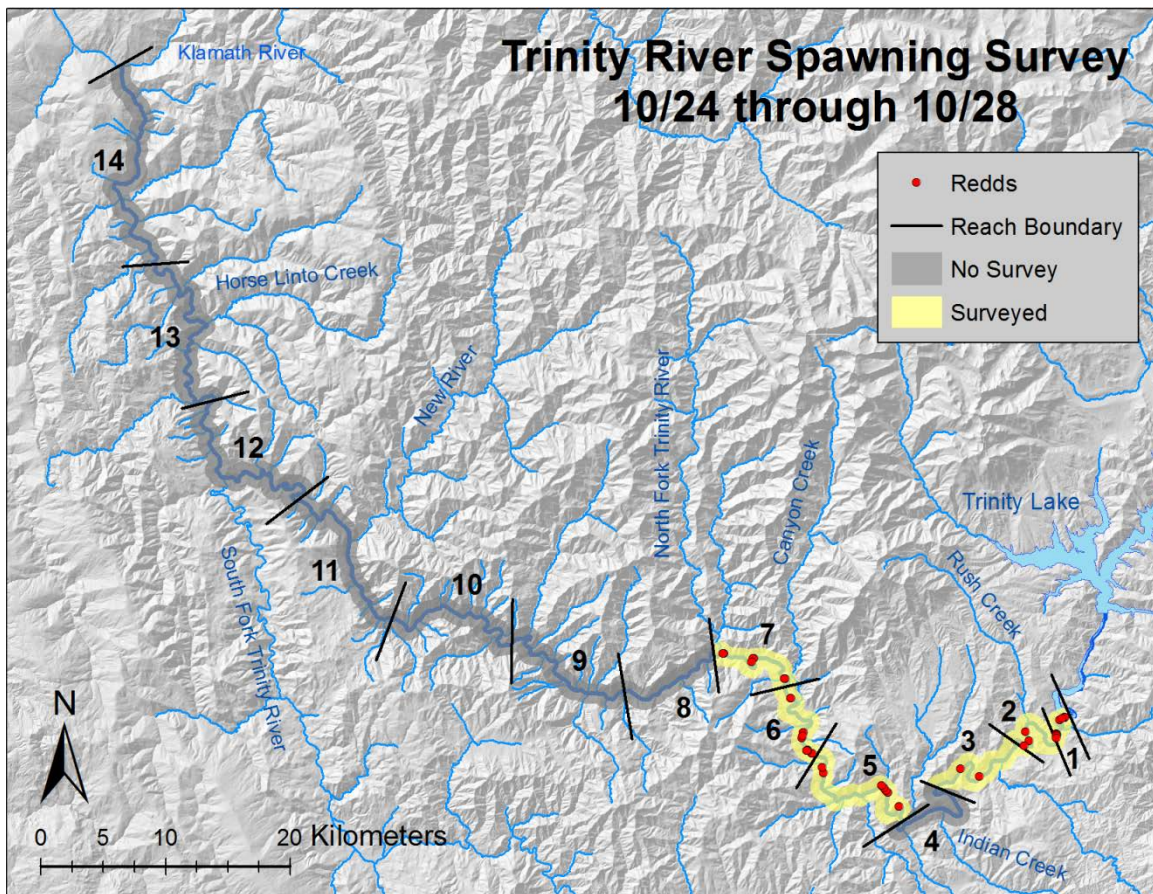 Trinity River Spawning Survey
10/24 through 10/28
Klamath River
Redds
Reach Boundary
No Survey
Surveyed
14
Horse Linto Creek
13
New River
North Fork Trinity River
12
Canyon Creek
Trinity Lake
South Fork Trinity River
11
10
Rush Creek
9
7
8
6
2
1
3
5
4
Indian Creek
N
0 5 10 20 Kilometers